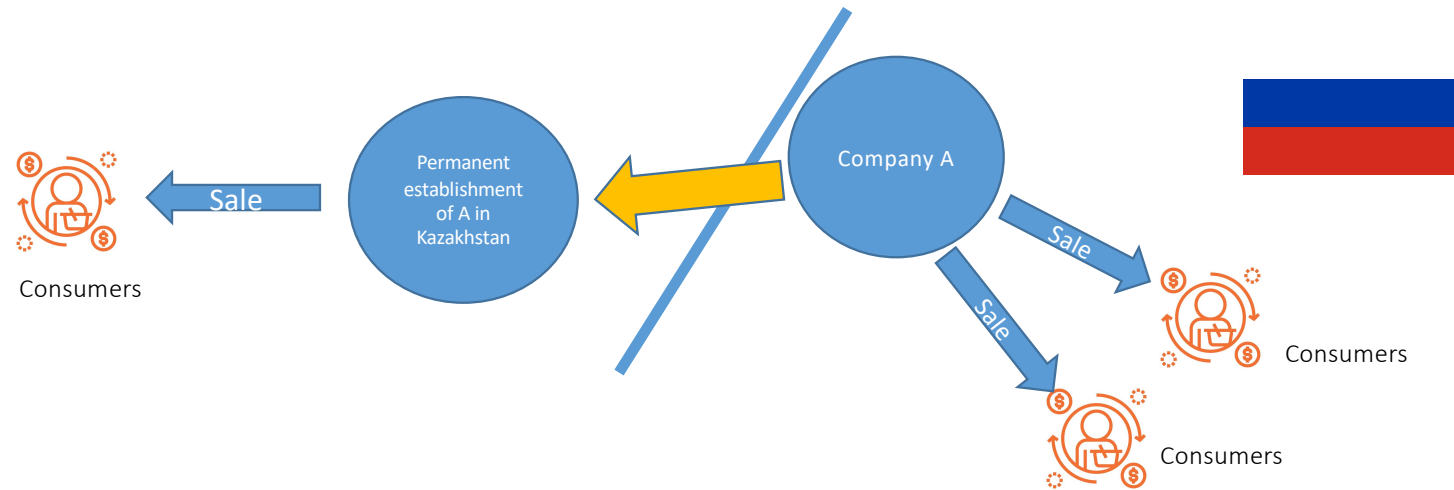 Permanent
establishment
of A in
Kazakhstan
Company A
Sale
Consumers
Sale
Sale
Consumers
Consumers